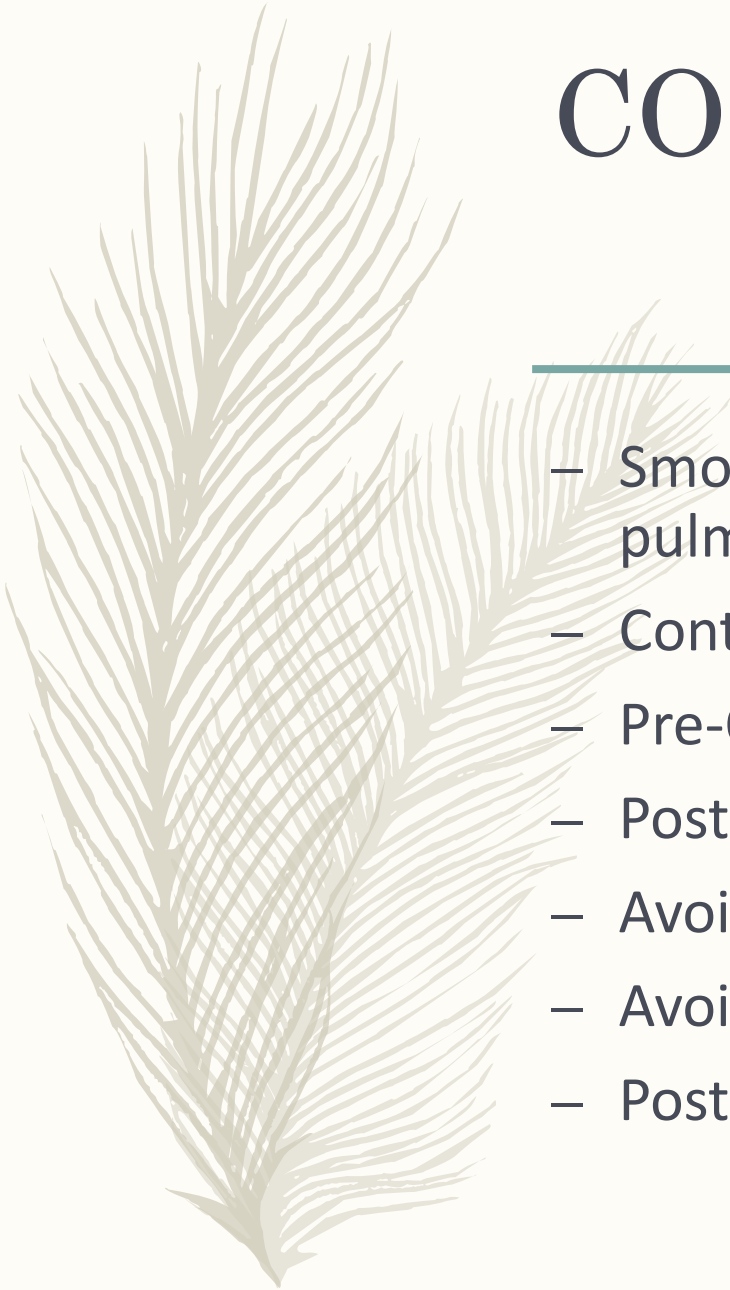 CO
– Smo
pulm
– Cont
– Pre-
– Post
– Avoi
– Avoi
– Post